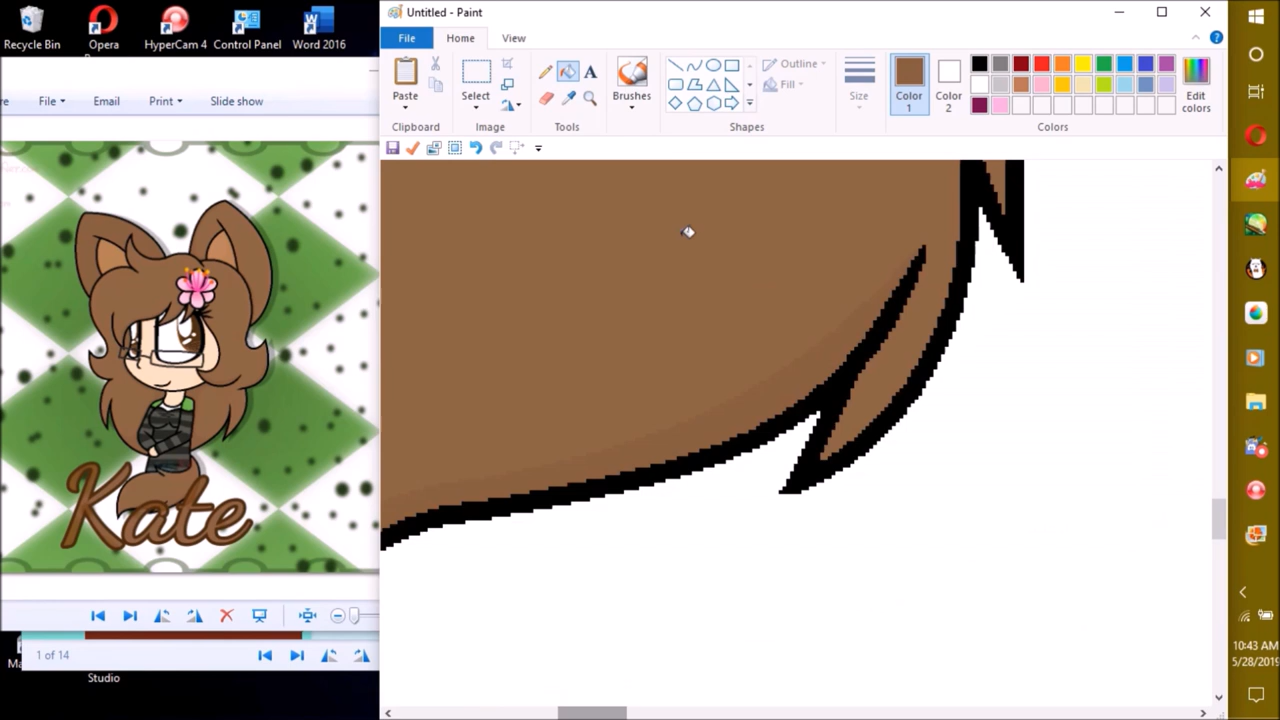 Untitled - Paint
Recycle Bin
Opera
HyperCam 4
Control Panel
Word 2016
File
Home
View
File
Email
Print
Slide show
Paste
Select
Brushes
Outline
Fill
Size
Color
1
Color
2
Edit
colors
Clipboard
Image
Tools
Shapes
Colors
Kate
1 of 14
Studio
10:43 AM
5/28/2019